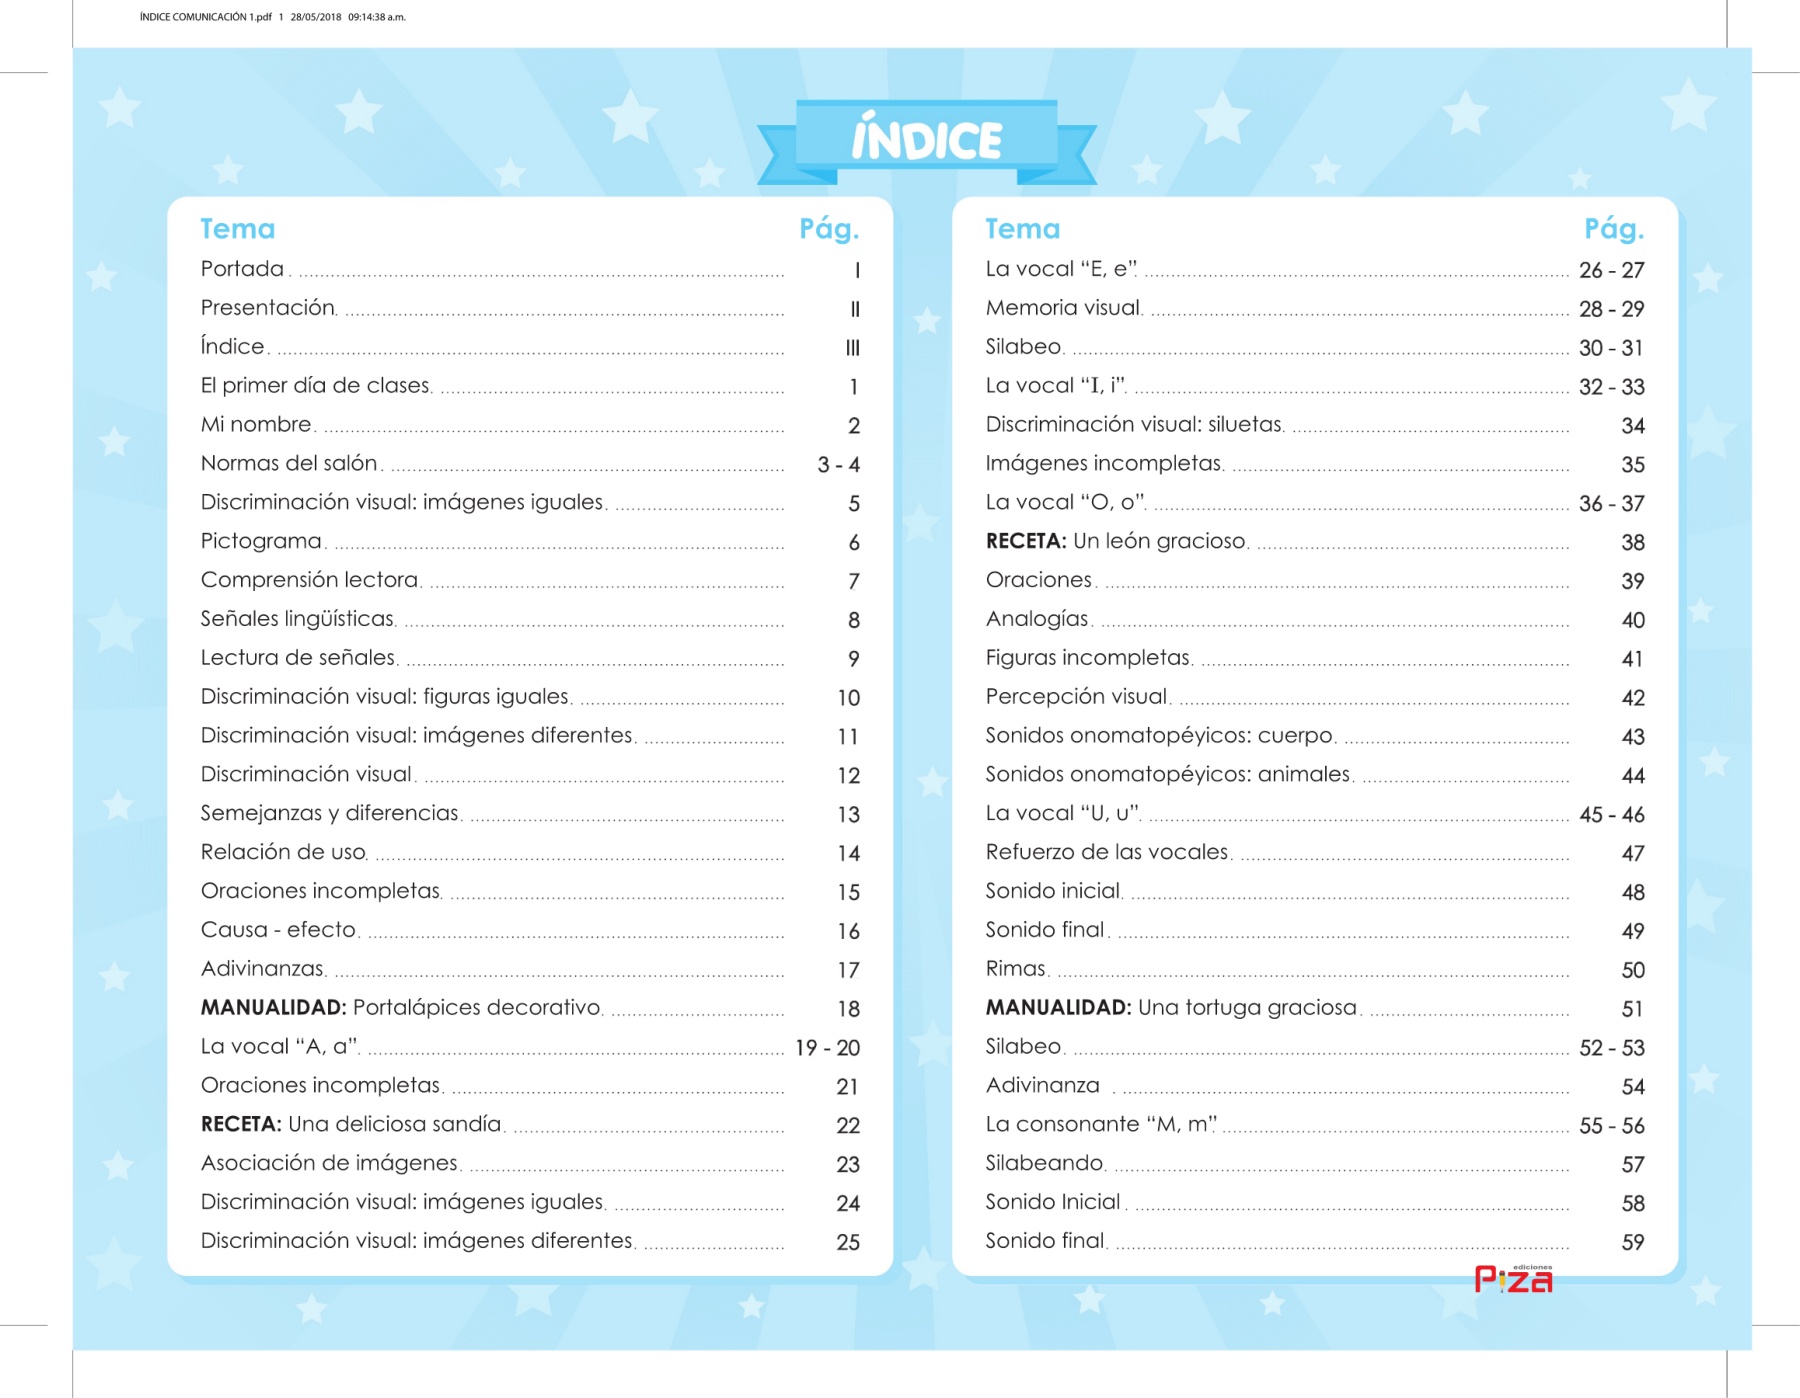 ÍNDICE COMUNICACIÓN 1.pdf 1 28/05/2018 09:14:38 a.m.
ÍNDICE
Tema Pág.
Portada I
Presentación II
Índice III
El primer día de clases 1
Mi nombre 2
Normas del salón 3 - 4
Discriminación visual: imágenes iguales 5
Pictograma 6
Comprensión lectora 7
Señales lingüísticas 8
Lectura de señales 9
Discriminación visual: figuras iguales 10
Discriminación visual: imágenes diferentes 11
Discriminación visual 12
Semejanzas y diferencias 13
Relación de uso 14
Oraciones incompletas 15
Causa - efecto 16
Adivinanzas 17
MANUALIDAD: Portalápices decorativo 18
La vocal “A, a” 19 - 20
Oraciones incompletas 21
RECETA: Una deliciosa sandía 22
Asociación de imágenes 23
Discriminación visual: imágenes iguales 24
Discriminación visual: imágenes diferentes 25
Tema Pág.
La vocal “E, e” 26 - 27
Memoria visual 28 - 29
Silabeo 30 - 31
La vocal “I, i” 32 - 33
Discriminación visual: siluetas 34
Imágenes incompletas 35
La vocal “O, o” 36 - 37
RECETA: Un león gracioso 38
Oraciones 39
Analogías 40
Figuras incompletas 41
Percepción visual 42
Sonidos onomatopéyicos: cuerpo 43
Sonidos onomatopéyicos: animales 44
La vocal “U, u” 45 - 46
Refuerzo de las vocales 47
Sonido inicial 48
Sonido final 49
Rimas 50
MANUALIDAD: Una tortuga graciosa 51
Silabeo 52 - 53
Adivinanza 54
La consonante “M, m” 55 - 56
Silabeando 57
Sonido Inicial 58
Sonido final 59
ediciones
Piza